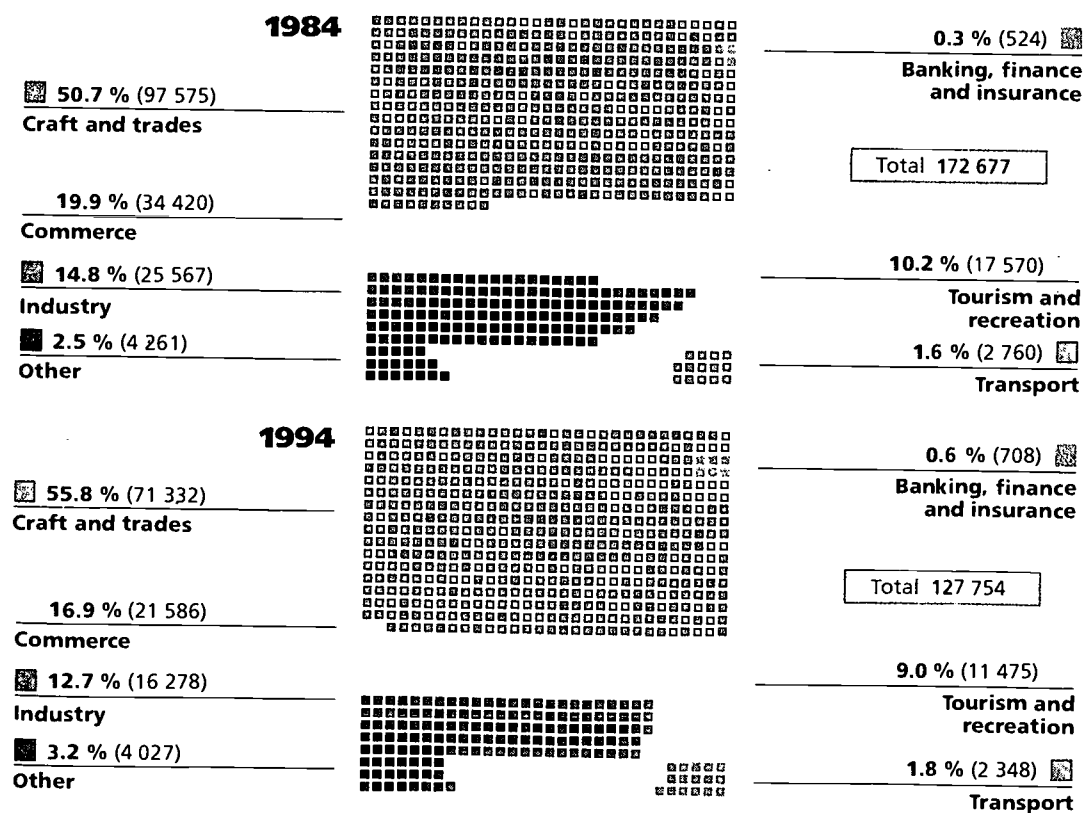 1984
50.7 % (97 575)
Craft and trades
19.9 % (34 420)
Commerce
14.8 % (25 567)
Industry
2.5 % (4 261)
Other
0.3 % (524)
Banking, finance
and insurance
Total 172 677
10.2 % (17 570)
Tourism and
recreation
1.6 % (2 760)
Transport
1994
55.8 % (71 332)
Craft and trades
16.9 % (21 586)
Commerce
12.7 % (16 278)
Industry
3.2 % (4 027)
Other
0.6 % (708)
Banking, finance
and insurance
Total 127 754
9.0 % (11 475)
Tourism and
recreation
1.8 % (2 348)
Transport